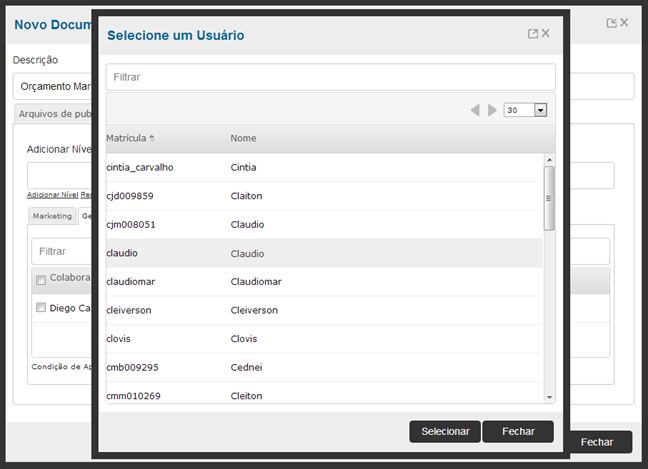 Novo Docum
Descrição
Orçamento Mar
Arquivos de pub
Adicionar Níve
Adicionar Nível
Marketing
Filtrar
Colabora
Diego Ca
Condição de Ap
Selecione um Usuário
Filtrar
30
Matrícula Nome
cintia_carvalho Cintia
cjd009859 Claiton
cjm008051 Claudio
claudio Claudio
claudiomar Claudiomar
cleiverson Cleiverson
clovis Clovis
cmb009295 Cednei
cmm010269 Cleiton
Selecionar Fechar
Fechar